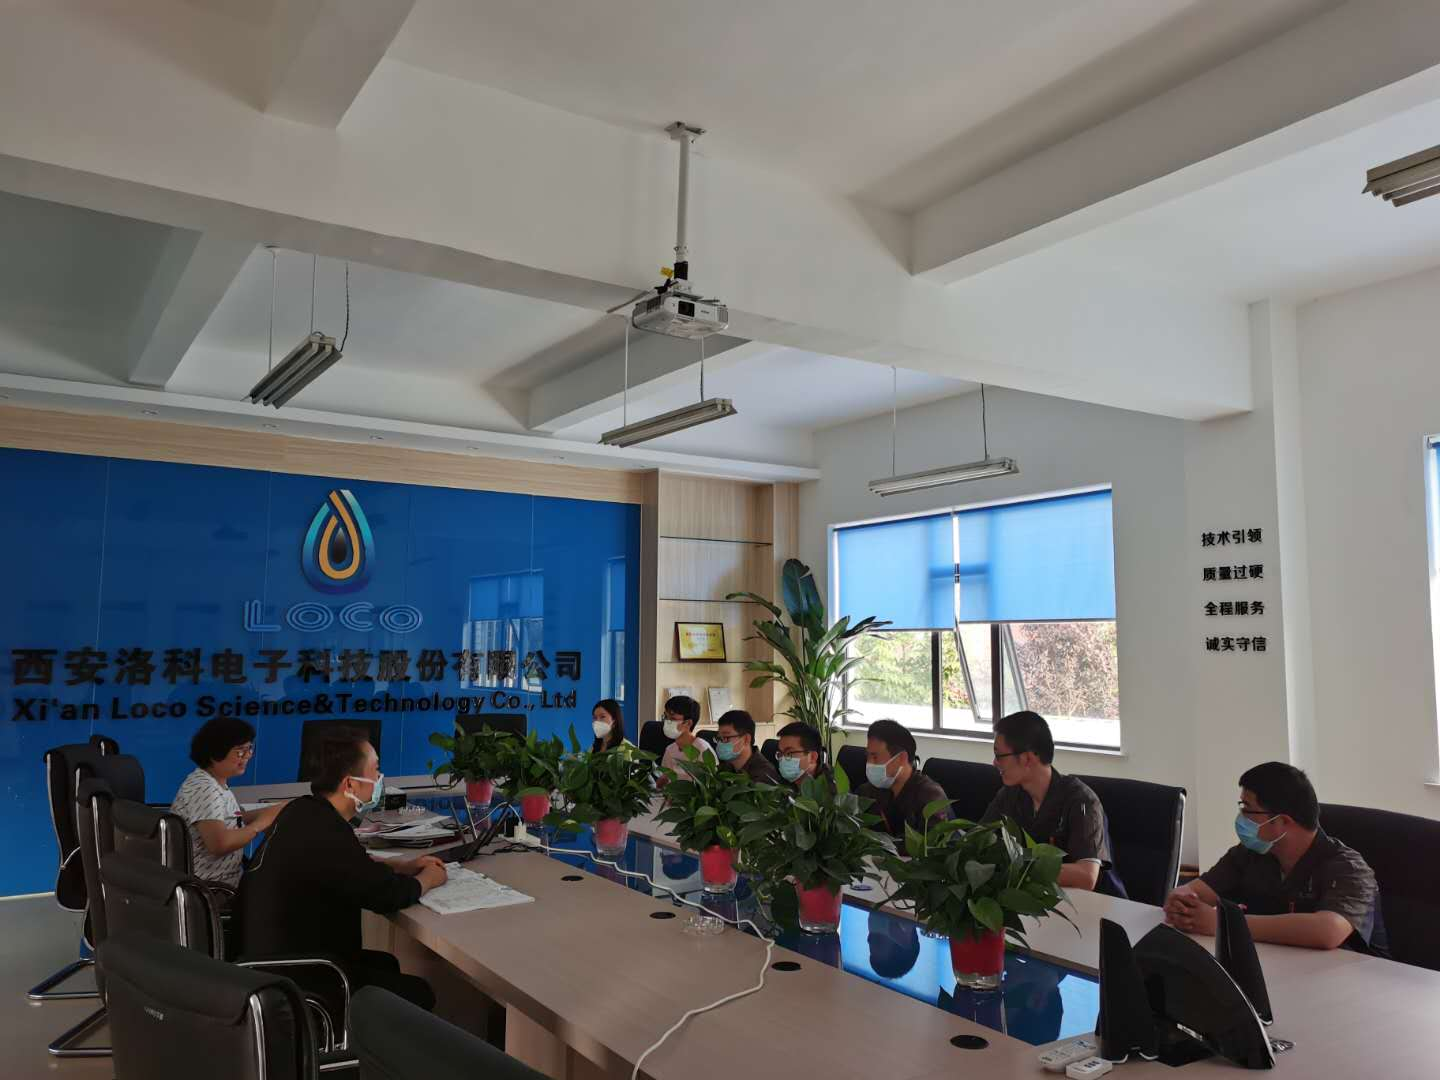 LOCO
西安洛科电子科技股份有限公司
Xi'an Loco Science&Technology Co., Ltd
技术引领
质量过硬
全程服务
诚实守信